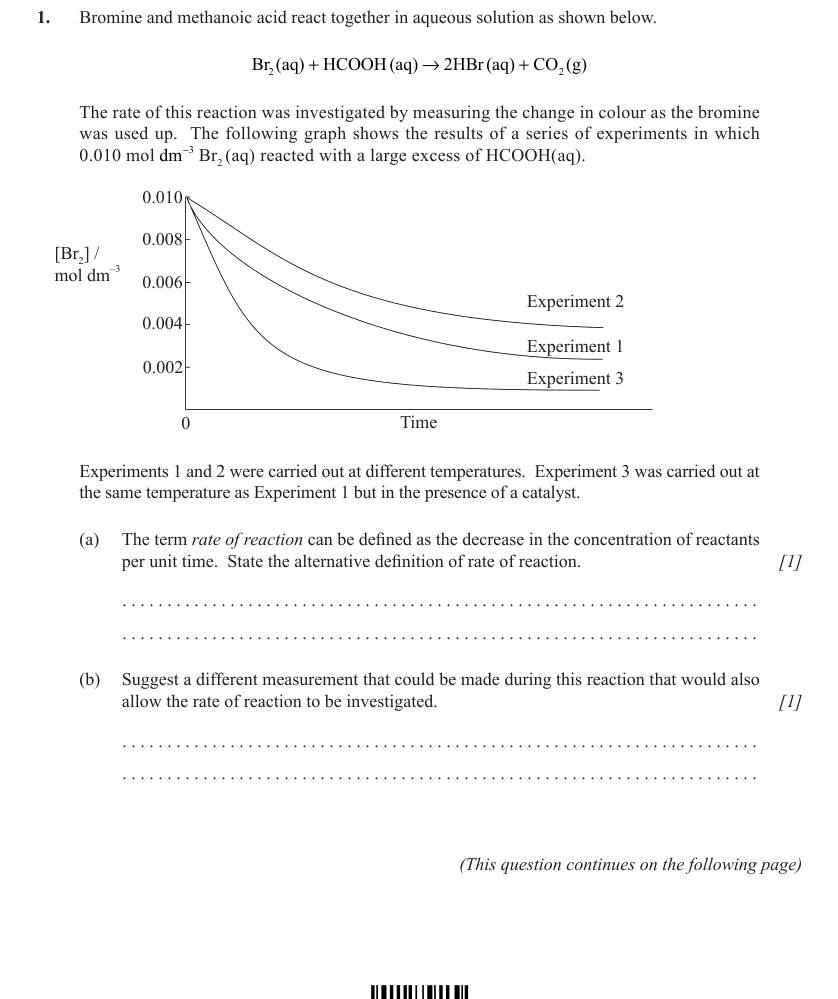 1. Bromine and methanoic acid react together in aqueous solution as shown below.
Br₂(aq) + HCOOH(aq) → 2HBr(aq) + CO₂(g)
The rate of this reaction was investigated by measuring the change in colour as the bromine
was used up. The following graph shows the results of a series of experiments in which
0.010 mol dm⁻³ Br₂(aq) reacted with a large excess of HCOOH(aq).
0.010
0.008
[Br₂] /
mol dm⁻³
0.006
0.004
0.002
Experiment 2
Experiment 1
Experiment 3
0
Time
Experiments 1 and 2 were carried out at different temperatures. Experiment 3 was carried out at
the same temperature as Experiment 1 but in the presence of a catalyst.
(a) The term rate of reaction can be defined as the decrease in the concentration of reactants
per unit time. State the alternative definition of rate of reaction. [1]
(b) Suggest a different measurement that could be made during this reaction that would also
allow the rate of reaction to be investigated. [1]
(This question continues on the following page)